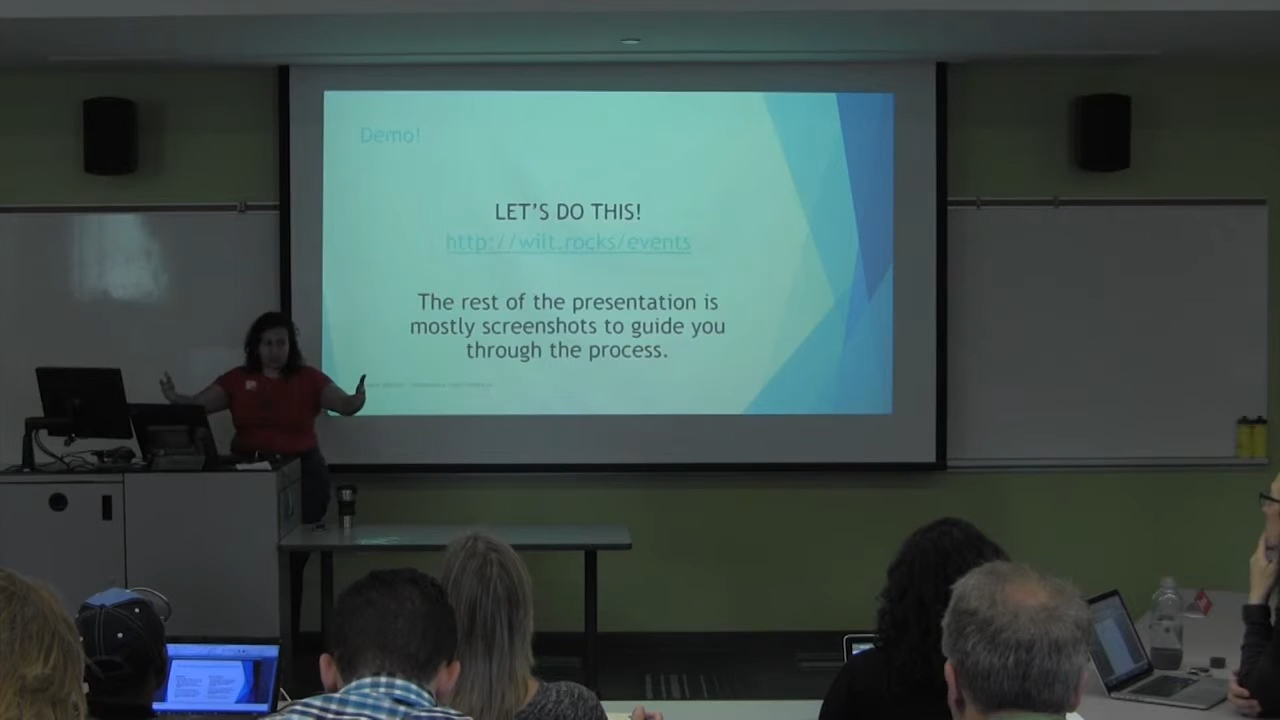 Demo!
LET'S DO THIS!
http://wilt.rocks/events
The rest of the presentation is
mostly screenshots to guide you
through the process.